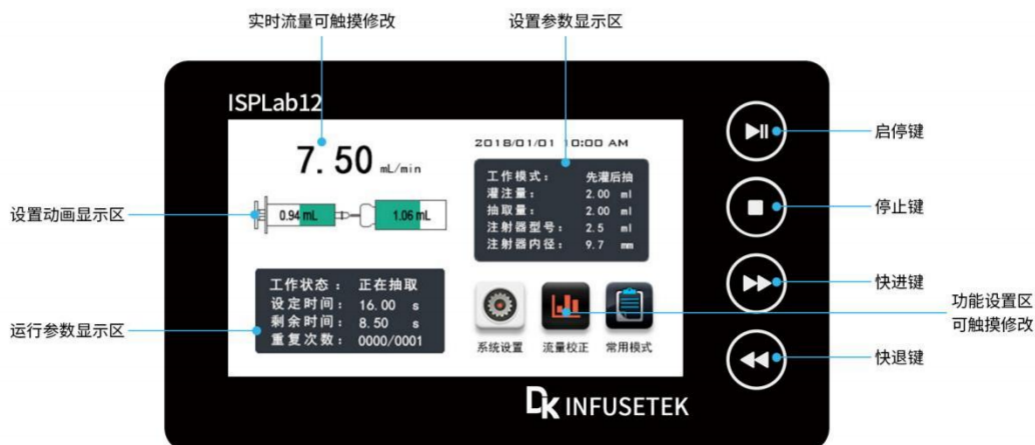 实时流量可触摸修改
设置参数显示区
ISPLab12
7.50 mL/min
2018/01/01 10:00 AM
工作模式： 先灌后抽
灌注量： 2.00 ml
抽取量： 2.00 ml
注射器型号： 2.5 ml
注射器内径： 9.7 mm
设置动画显示区
0.94 mL
1.06 mL
工作状态： 正在抽取
设定时间： 16.00 s
剩余时间： 8.50 s
重复次数： 0000/0001
运行参数显示区
系统设置 流量校正 常用模式
启停键
停止键
快进键
功能设置区
可触摸修改
快退键
DK INFUSETEK